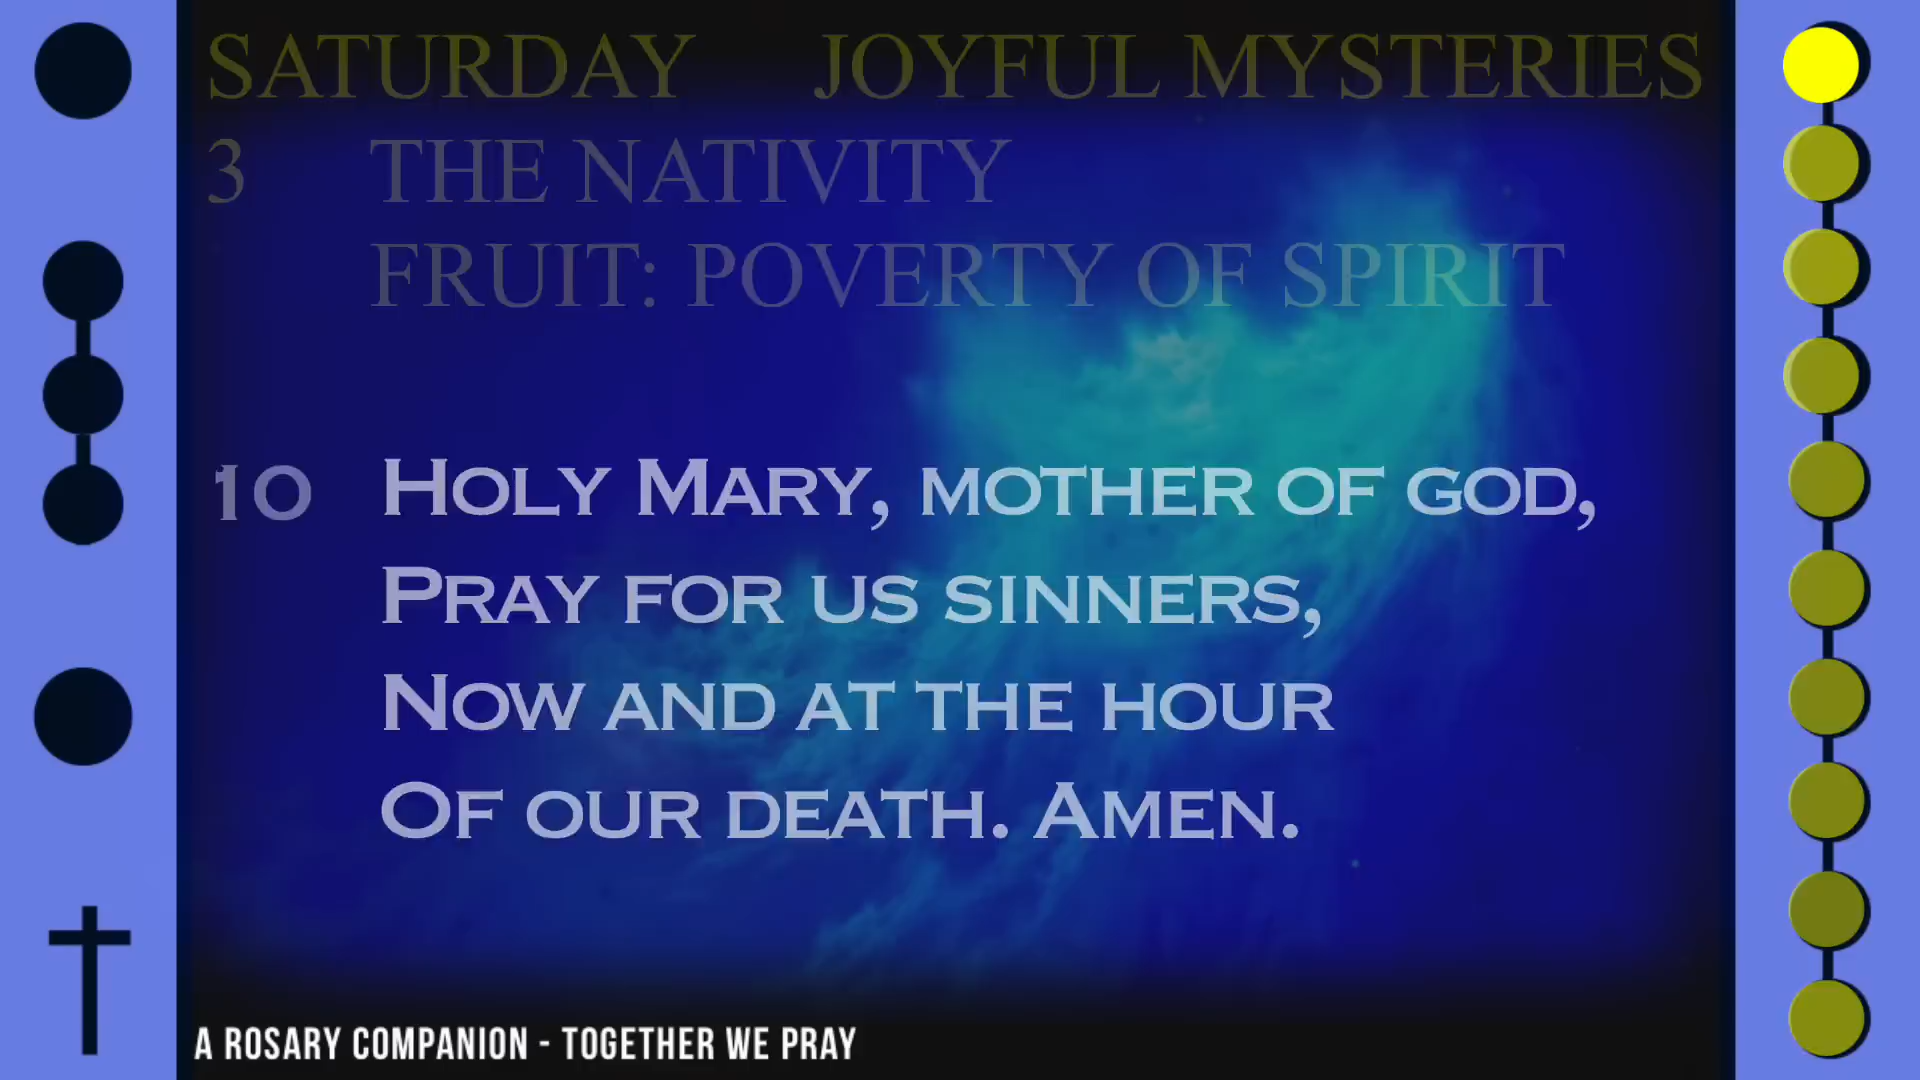 SATURDAY JOYFUL MYSTERIES
3 THE NATIVITY
FRUIT: POVERTY OF SPIRIT
10 HOLY MARY, MOTHER OF GOD,
PRAY FOR US SINNERS,
NOW AND AT THE HOUR
OF OUR DEATH. AMEN.
A ROSARY COMPANION - TOGETHER WE PRAY